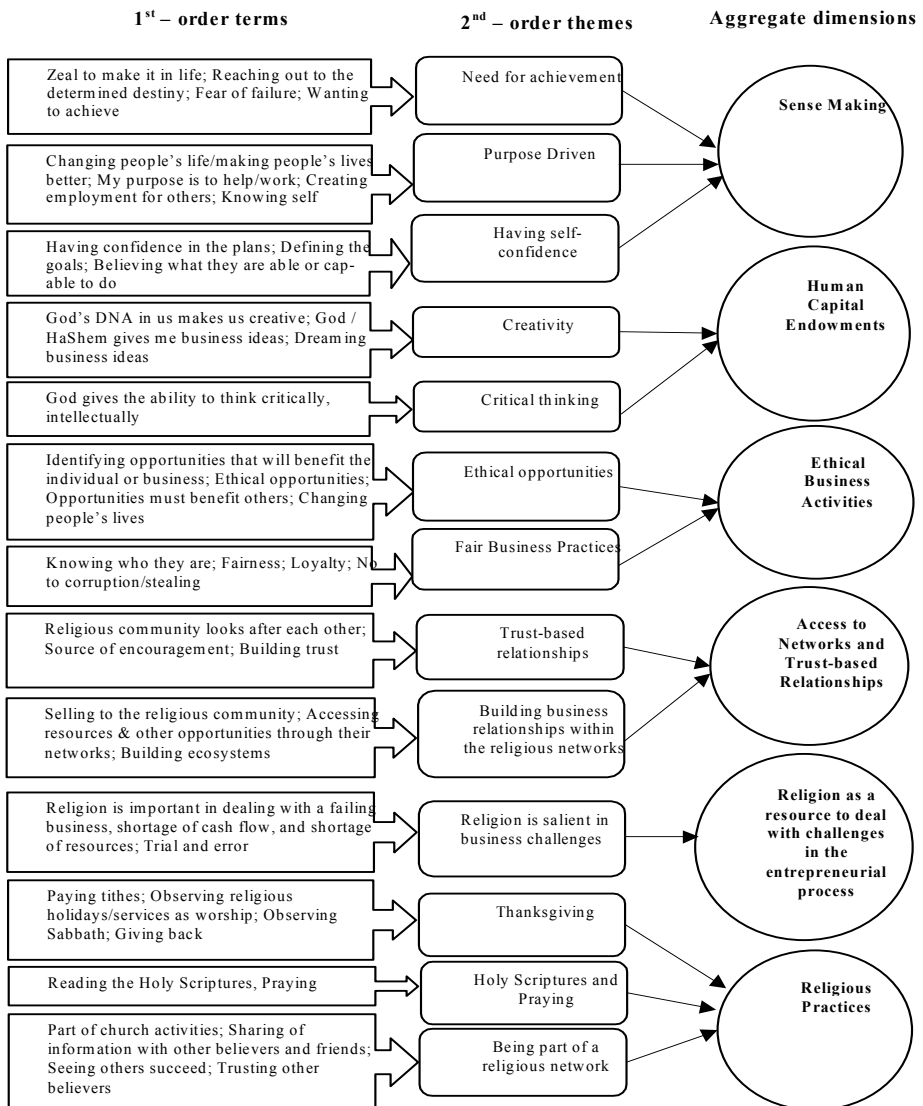 1st – order terms
2nd – order themes
Aggregate dimensions
Zeal to make it in life; Reaching out to the
determined destiny; Fear of failure; Wanting
to achieve
Need for achievement
Sense Making
Changing people's life/making people's lives
better; My purpose is to help/work; Creating
employment for others; Knowing self
Purpose Driven
Having confidence in the plans; Defining the
goals; Believing what they are able or cap-
able to do
Having self-
confidence
God's DNA in us makes us creative; God /
HaShem gives me business ideas; Dreaming
business ideas
Creativity
Human
Capital
Endowments
God gives the ability to think critically,
intellectually
Critical thinking
Identifying opportunities that will benefit the
individual or business; Ethical opportunities;
Opportunities must benefit others; Changing
people's lives
Ethical opportunities
Ethical
Business
Activities
Knowing who they are; Fairness; Loyalty; No
to corruption/stealing
Fair Business Practices
Religious community looks after each other;
Source of encouragement; Building trust
Trust-based
relationships
Access to
Networks and
Trust-based
Relationships
Selling to the religious community; Accessing
resources & other opportunities through their
networks; Building ecosystems
Building business
relationships within
the religious networks
Religion is important in dealing with a failing
business, shortage of cash flow, and shortage
of resources; Trial and error
Religion is salient in
business challenges
Religion as a
resource to deal
with challenges
in the
entrepreneurial
process
Paying tithes; Observing religious
holidays/services as worship; Observing
Sabbath; Giving back
Thanksgiving
Reading the Holy Scriptures, Praying
Holy Scriptures and
Praying
Religious
Practices
Part of church activities; Sharing of
information with other believers and friends;
Seeing others succeed; Trusting other
believers
Being part of a
religious network